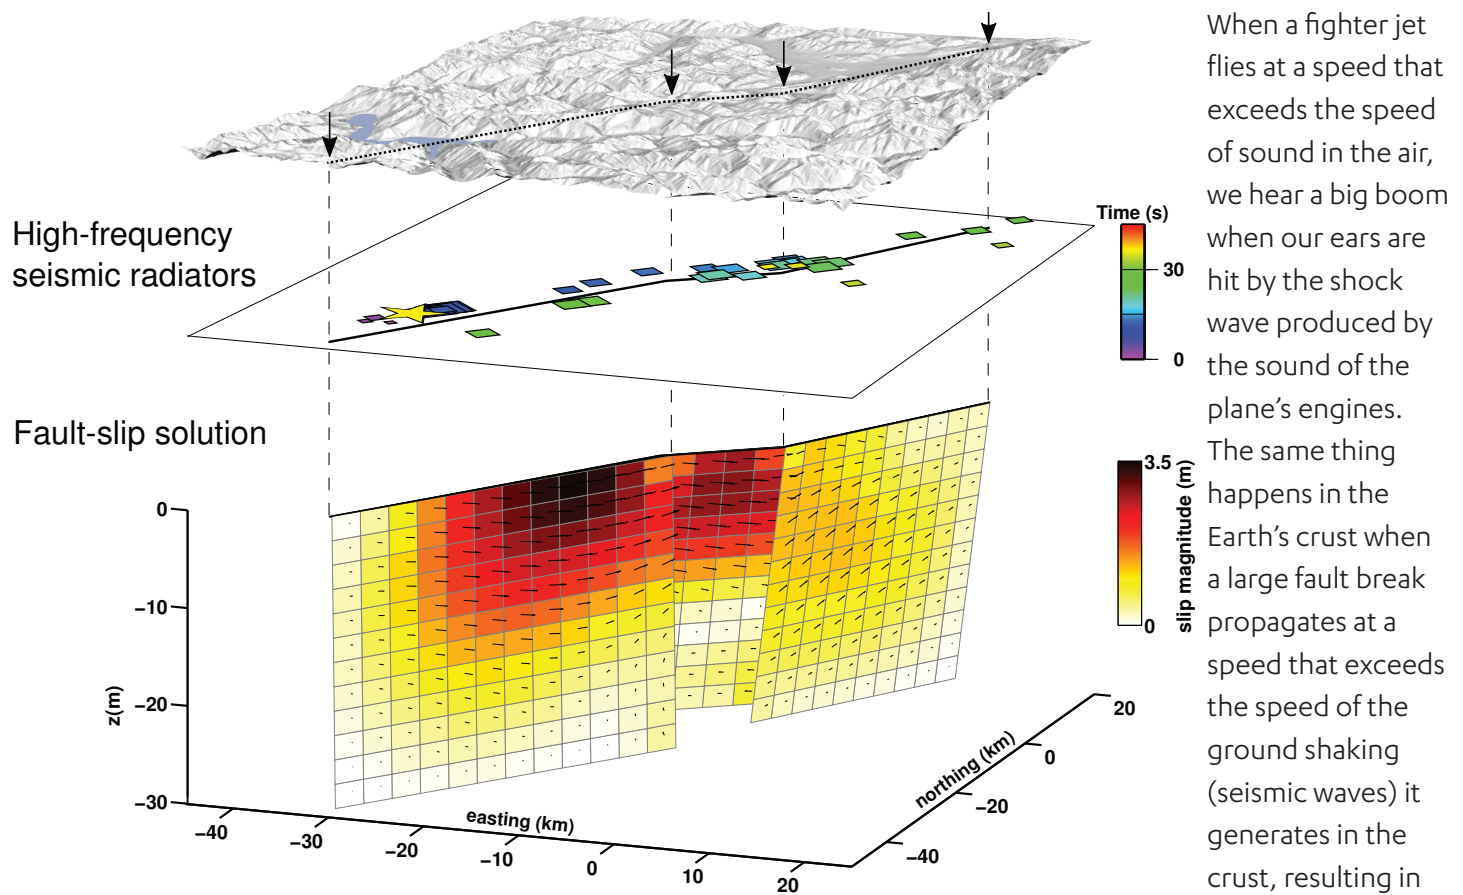 High-frequency
seismic radiators
Time (s)
30
0
Fault-slip solution
3.5
0
slip magnitude (m)
0
−10
−20
−30
z(m)
−40
−30
−20
−10
0
10
20
easting (km)
−40
−20
0
20
northing (km)
When a fighter jet
flies at a speed that
exceeds the speed
of sound in the air,
we hear a big boom
when our ears are
hit by the shock
wave produced by
the sound of the
plane’s engines.
The same thing
happens in the
Earth’s crust when
a large fault break
propagates at a
speed that exceeds
the speed of the
ground shaking
(seismic waves) it
generates in the
crust, resulting in